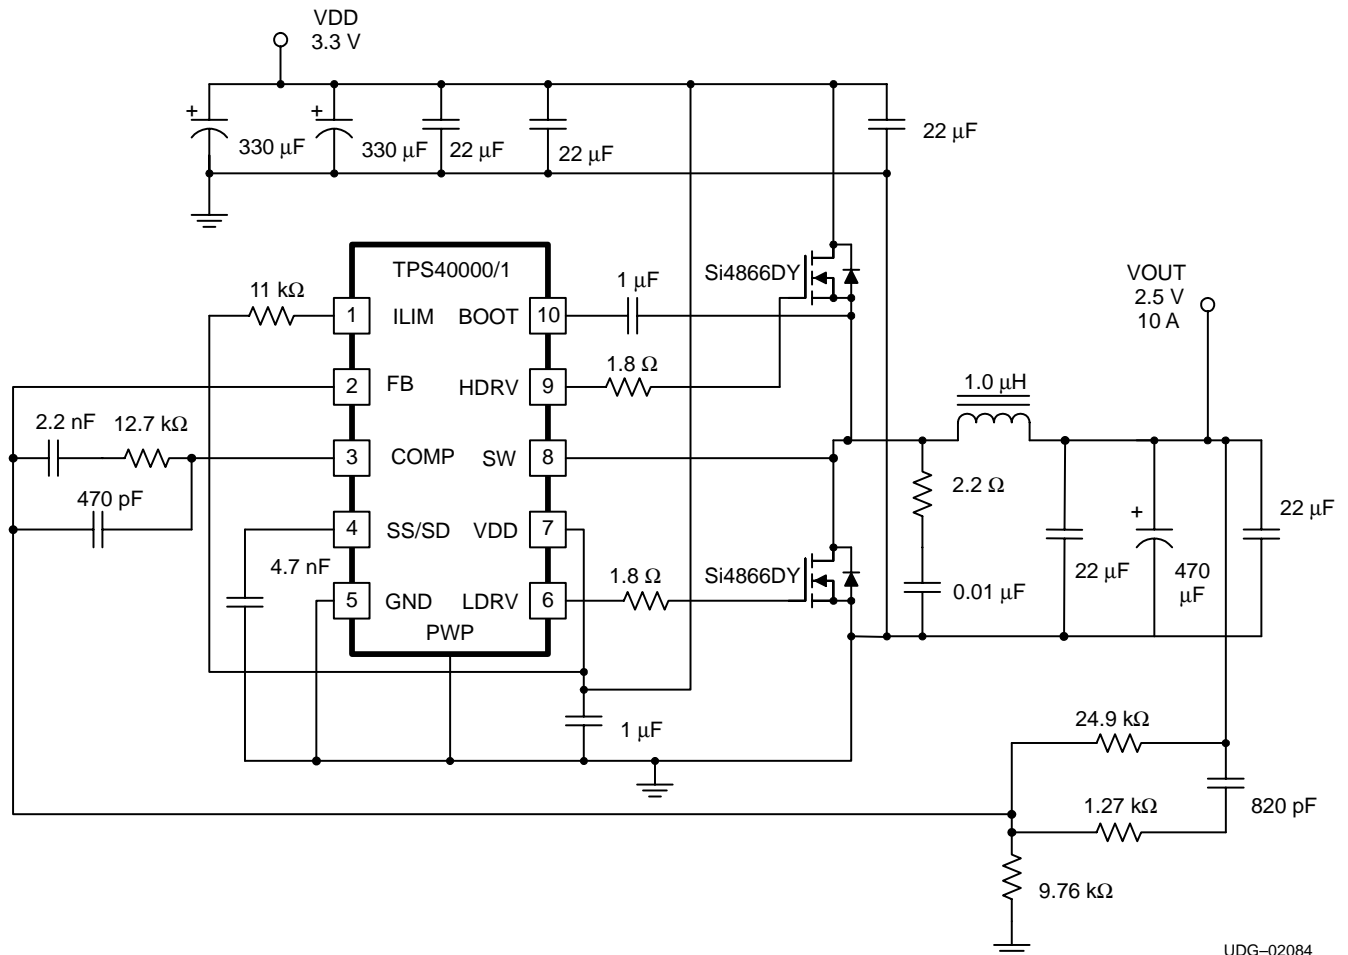 VDD
3.3 V
330 μF
330 μF
22 μF
22 μF
22 μF
TPS40000/1
Si4866DY
VOUT
2.5 V
10 A
11 kΩ
1 μF
1
ILIM
BOOT
10
1.8 Ω
1.0 μH
2
FB
HDRV
9
2.2 nF
12.7 kΩ
3
COMP
SW
8
2.2 Ω
470 pF
22 μF
4
SS/SD
VDD
7
4.7 nF
1.8 Ω
Si4866DY
22 μF
470
μF
0.01 μF
5
GND
LDRV
6
PWP
1 μF
24.9 kΩ
1.27 kΩ
820 pF
9.76 kΩ
UDG–02084
+
+
+